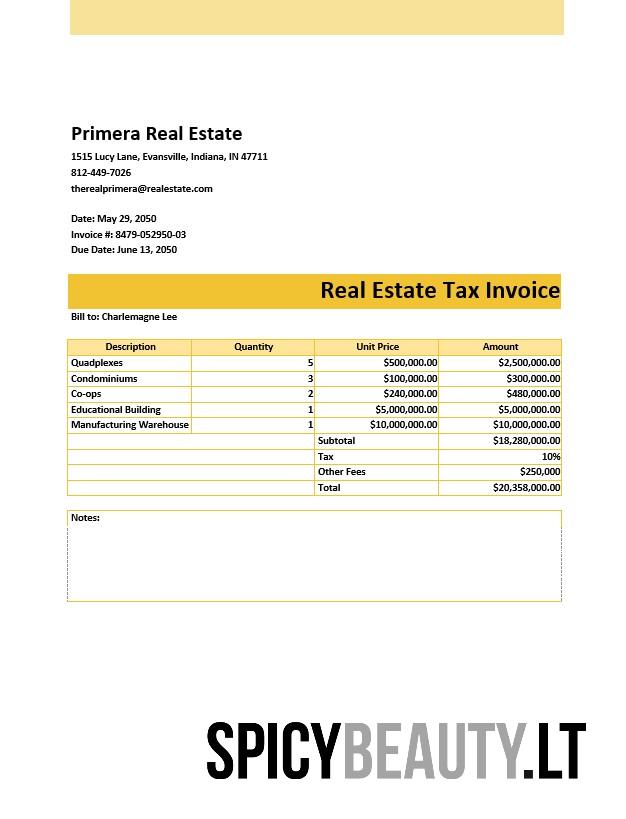 Primera Real Estate
1515 Lucy Lane, Evansville, Indiana, IN 47711
812-449-7026
therealprimera@realestate.com
Date: May 29, 2050
Invoice #: 8479-052950-03
Due Date: June 13, 2050
Real Estate Tax Invoice
Bill to: Charlemagne Lee
Description Quantity Unit Price Amount
Quadplexes 5 $500,000.00 $2,500,000.00
Condominiums 3 $100,000.00 $300,000.00
Co-ops 2 $240,000.00 $480,000.00
Educational Building 1 $5,000,000.00 $5,000,000.00
Manufacturing Warehouse 1 $10,000,000.00 $10,000,000.00
Subtotal $18,280,000.00
Tax 10%
Other Fees $250,000
Total $20,358,000.00
Notes:
SPICYBEAUTY.LT